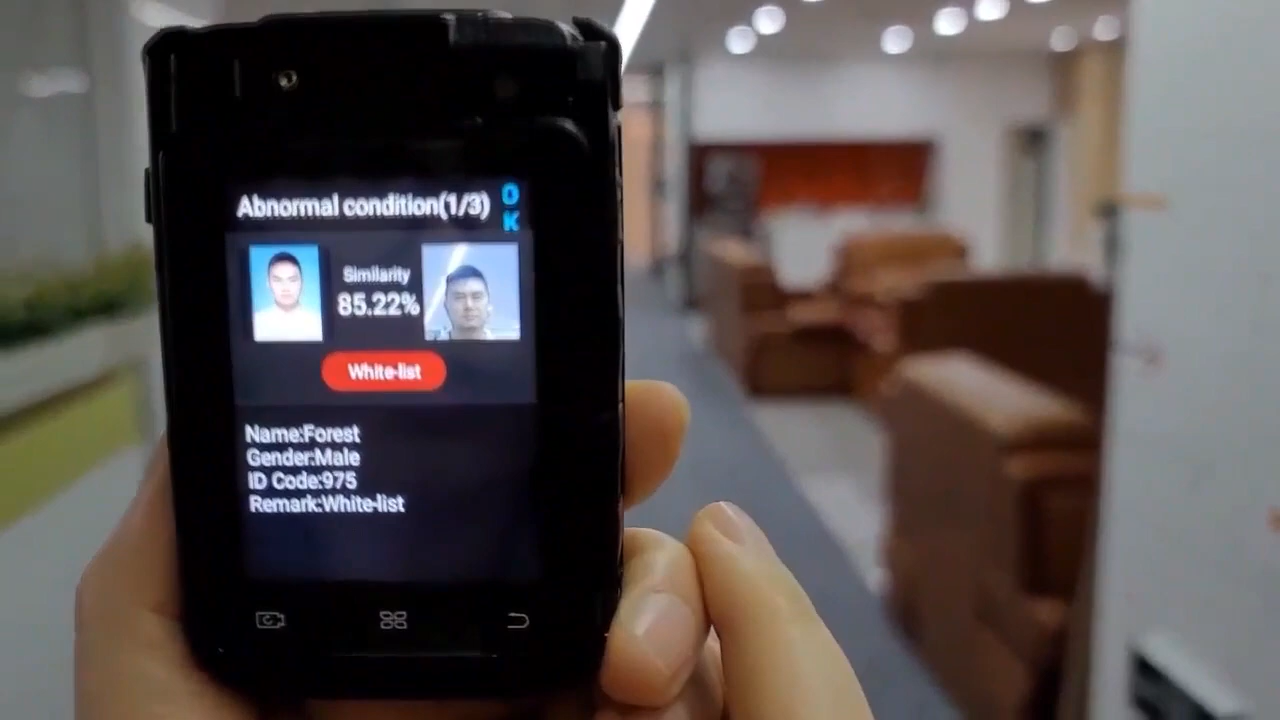 Abnormal condition(1/3)
OK
Similarity
85.22%
White-list
Name:Forest
Gender:Male
ID Code:975
Remark:White-list